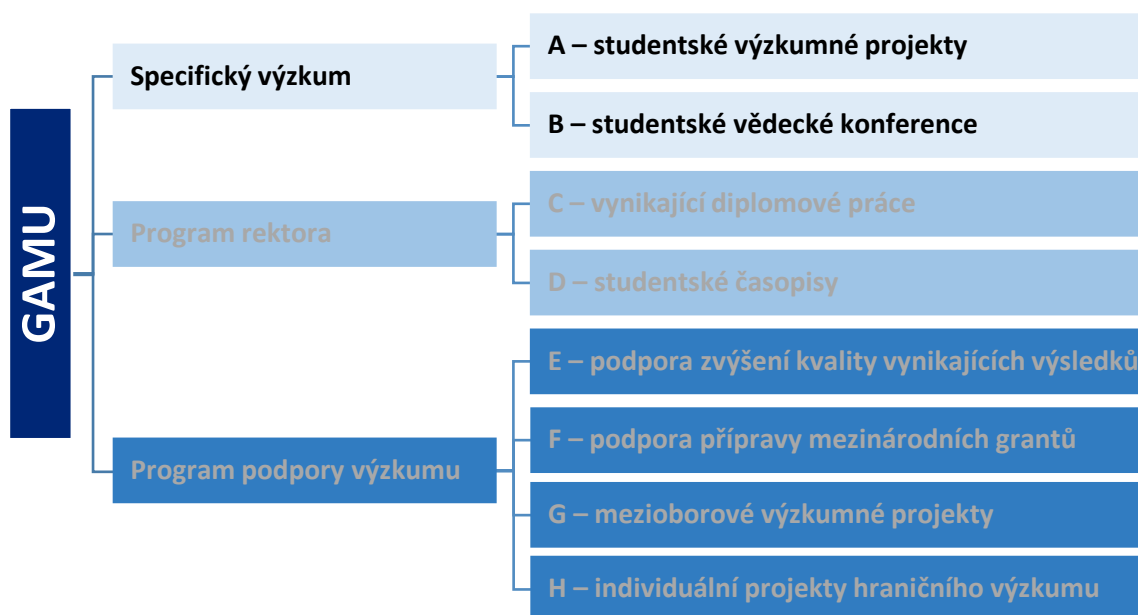 GAMU
Specifický výzkum
A – studentské výzkumné projekty
B – studentské vědecké konference
Program rektora
C – vynikající diplomové práce
D – studentské časopisy
Program podpory výzkumu
E – podpora zvýšení kvality vynikajících výsledků
F – podpora přípravy mezinárodních grantů
G – mezioborové výzkumné projekty
H – individuální projekty hraničního výzkumu